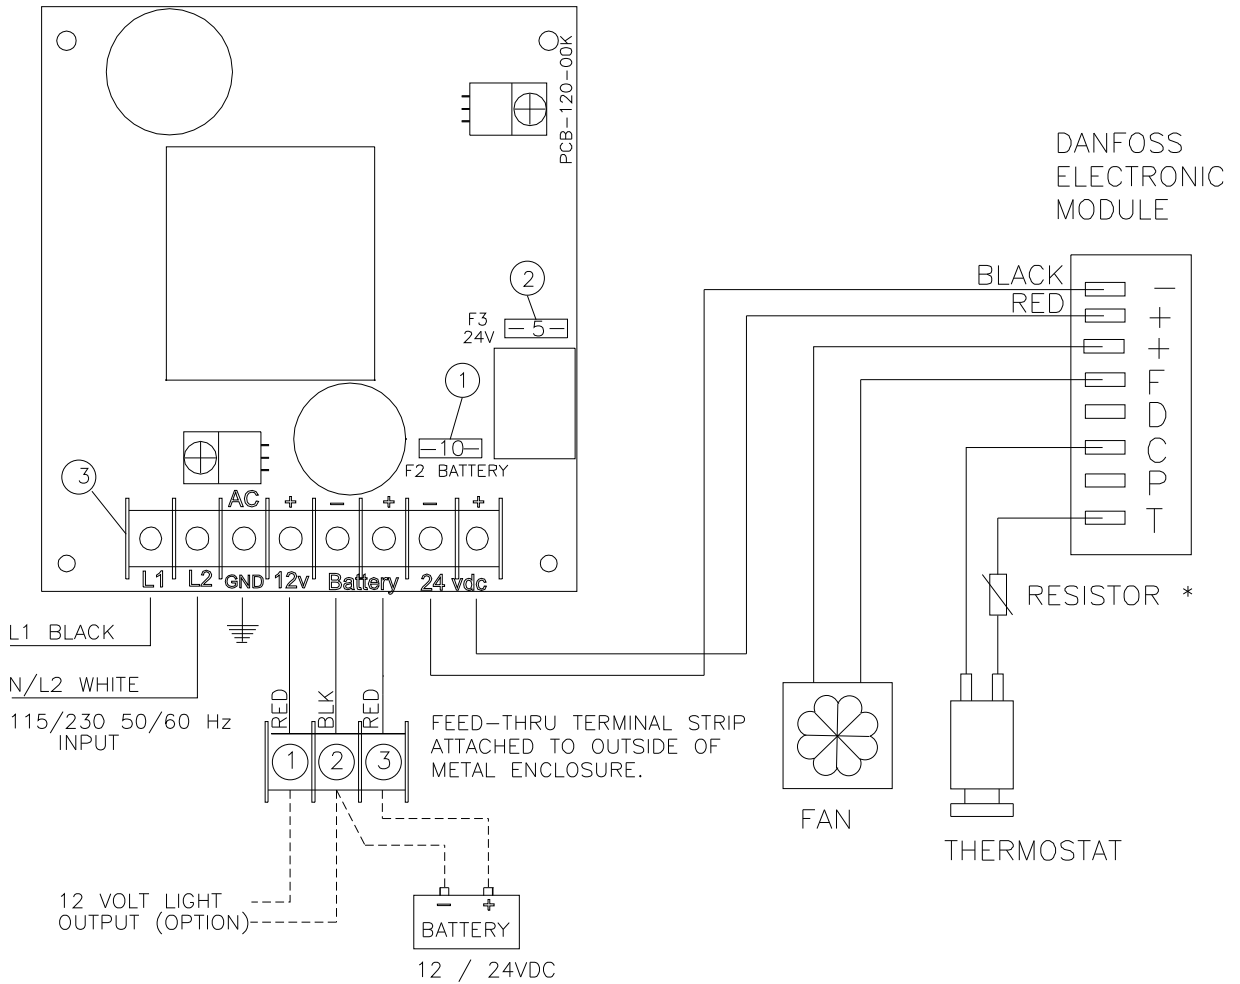 PCB-120-00K
DANFOSS
ELECTRONIC
MODULE
BLACK
RED
-
+
+
F
D
C
P
T
2
F3
24V
5
1
10
F2 BATTERY
3
AC + - + - +
L1 L2 GND 12v Battery 24 vdc
L1 BLACK
N/L2 WHITE
115/230 50/60 Hz
INPUT
RED
BLK
RED
1 2 3
FEED-THRU TERMINAL STRIP
ATTACHED TO OUTSIDE OF
METAL ENCLOSURE.
RESISTOR *
FAN
THERMOSTAT
12 VOLT LIGHT
OUTPUT (OPTION)
- +
BATTERY
12 / 24VDC